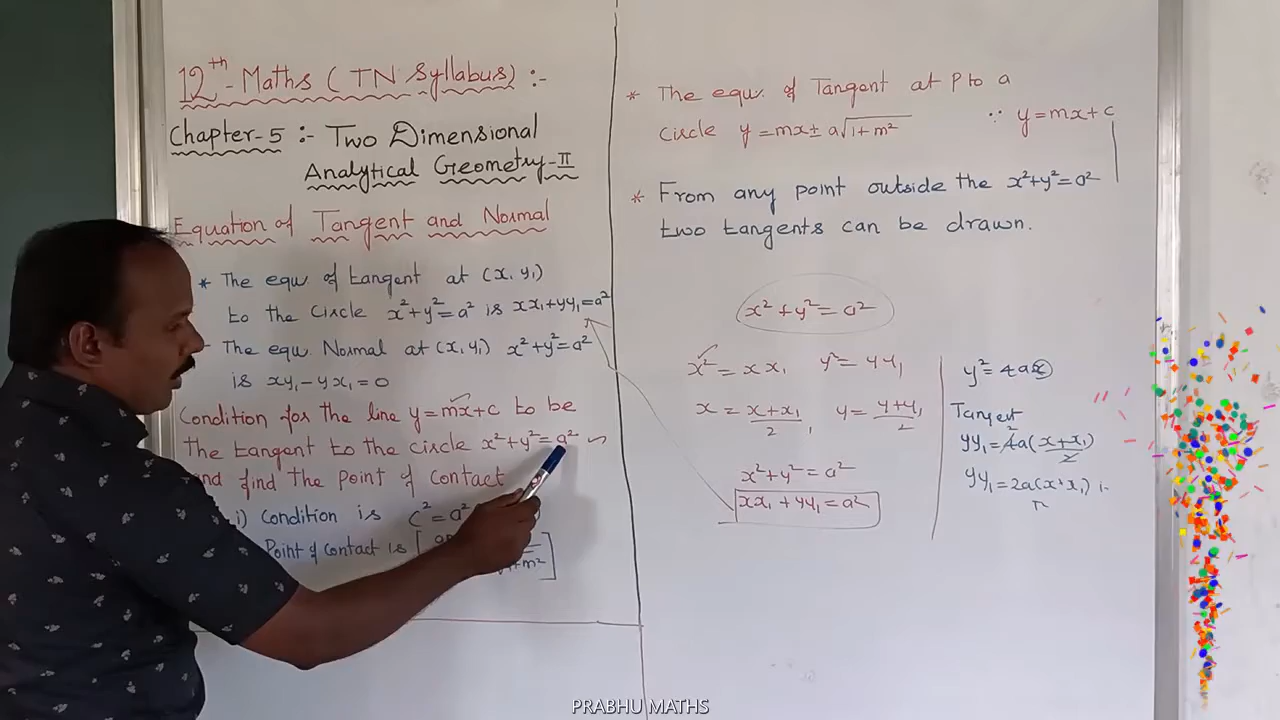 12th - Maths ( TN Syllabus) :-
Chapter-5 :- Two Dimensional
Analytical Geometry-II
Equation of Tangent and Normal
* The equ of tangent at (x, y₁)
to the Circle x²+y²=a² is xx₁+yy₁=a²
The equ. Normal at (x, y₁) x²+y²=a²
is xy₁-yx₁=0
Condition for the line y=mx+c to be
The tangent to the circle x²+y²=a²
and find the Point of Contact
i) Condition is c²=a²
Point of Contact is
* The equ. of Tangent at P to a
Circle y=mx± a√1+m² ∵ y=mx+c
* From any point outside the x²+y²=a²
two tangents can be drawn.
x²+y²=a²
x²=xx₁ y²=yy₁
x=x+x₁/2, y=y+y₁/2
x²+y²=a²
xx₁+yy₁=a²
y²=4ax
Tangent
yy₁=4a(x+x₁)/2
yy₁=2a(x+x₁)
PRABHU MATHS